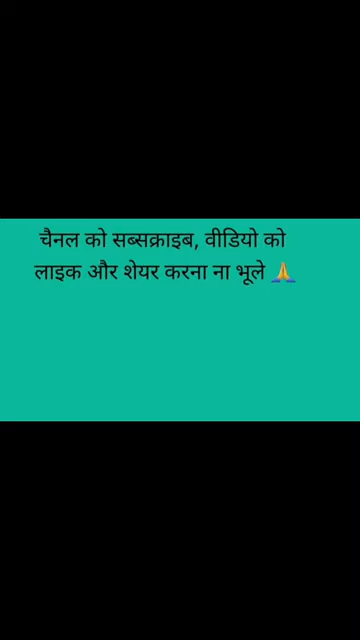 चैनल को सब्सक्राइब, वीडियो को
लाइक और शेयर करना ना भूले 🙏